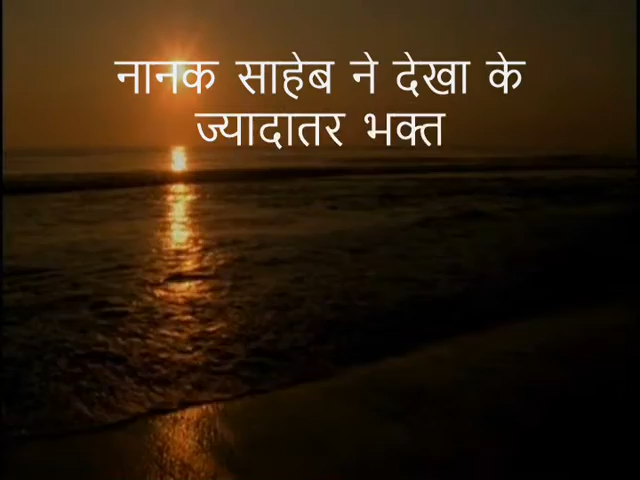 नानक साहेब ने देखा के
ज्यादातर भक्त